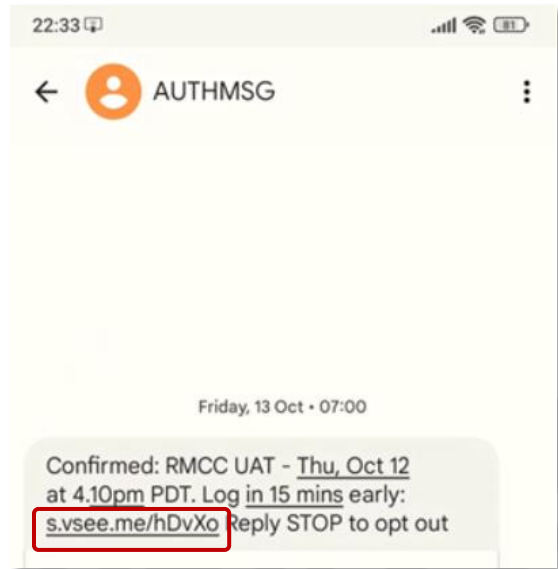 22:33
81
AUTHMSG
Friday, 13 Oct • 07:00
Confirmed: RMCC UAT - Thu, Oct 12
at 4.10pm PDT. Log in 15 mins early:
s.vsee.me/hDvXo Reply STOP to opt out